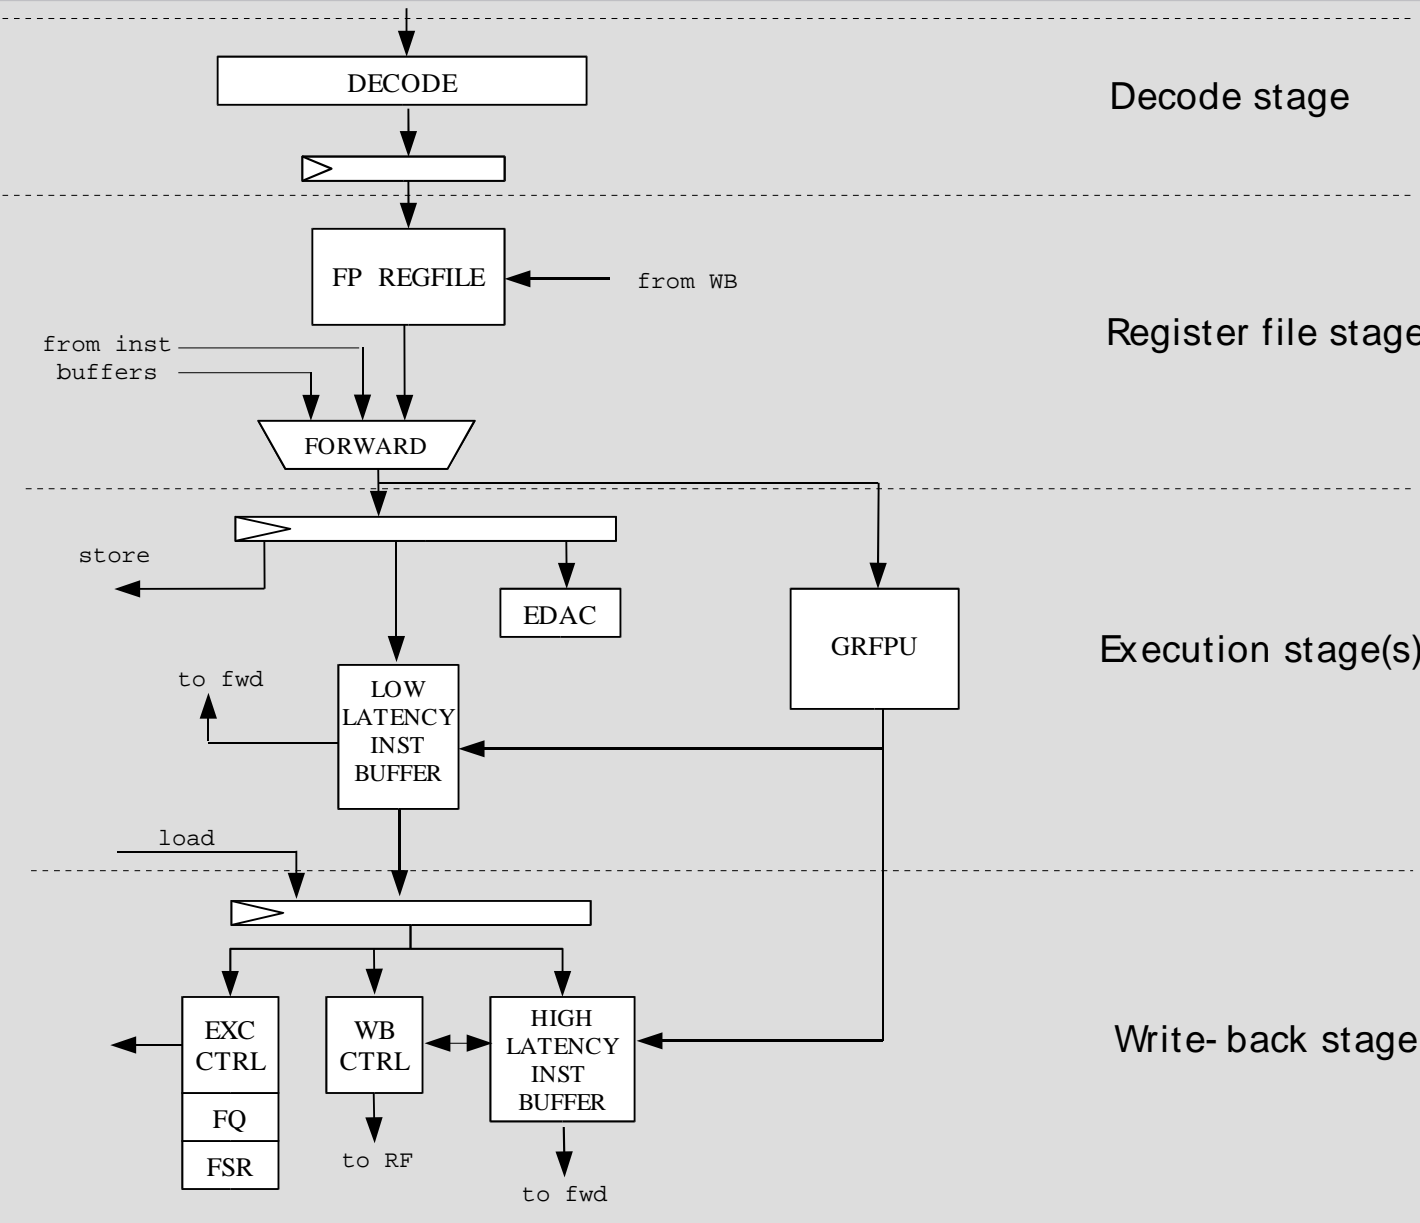 DECODE
Decode stage
FP REGFILE
from WB
from inst
buffers
Register file stage
FORWARD
store
EDAC
GRFPU
Execution stage(s)
to fwd
LOW
LATENCY
INST
BUFFER
load
EXC
CTRL
WB
CTRL
HIGH
LATENCY
INST
BUFFER
Write-back stage
FQ
FSR
to RF
to fwd